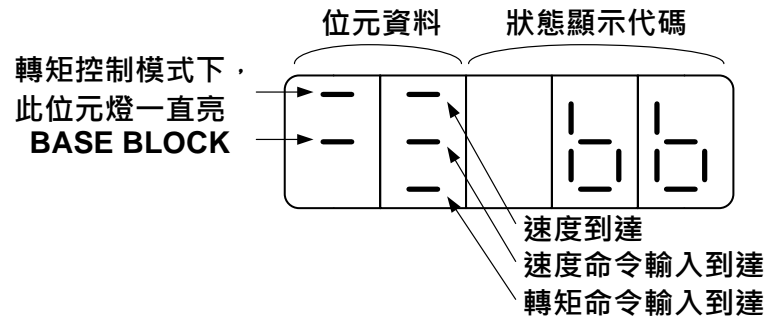 位元資料
狀態顯示代碼
轉矩控制模式下，
此位元燈一直亮
BASE BLOCK
bb
速度到達
速度命令輸入到達
轉矩命令輸入到達